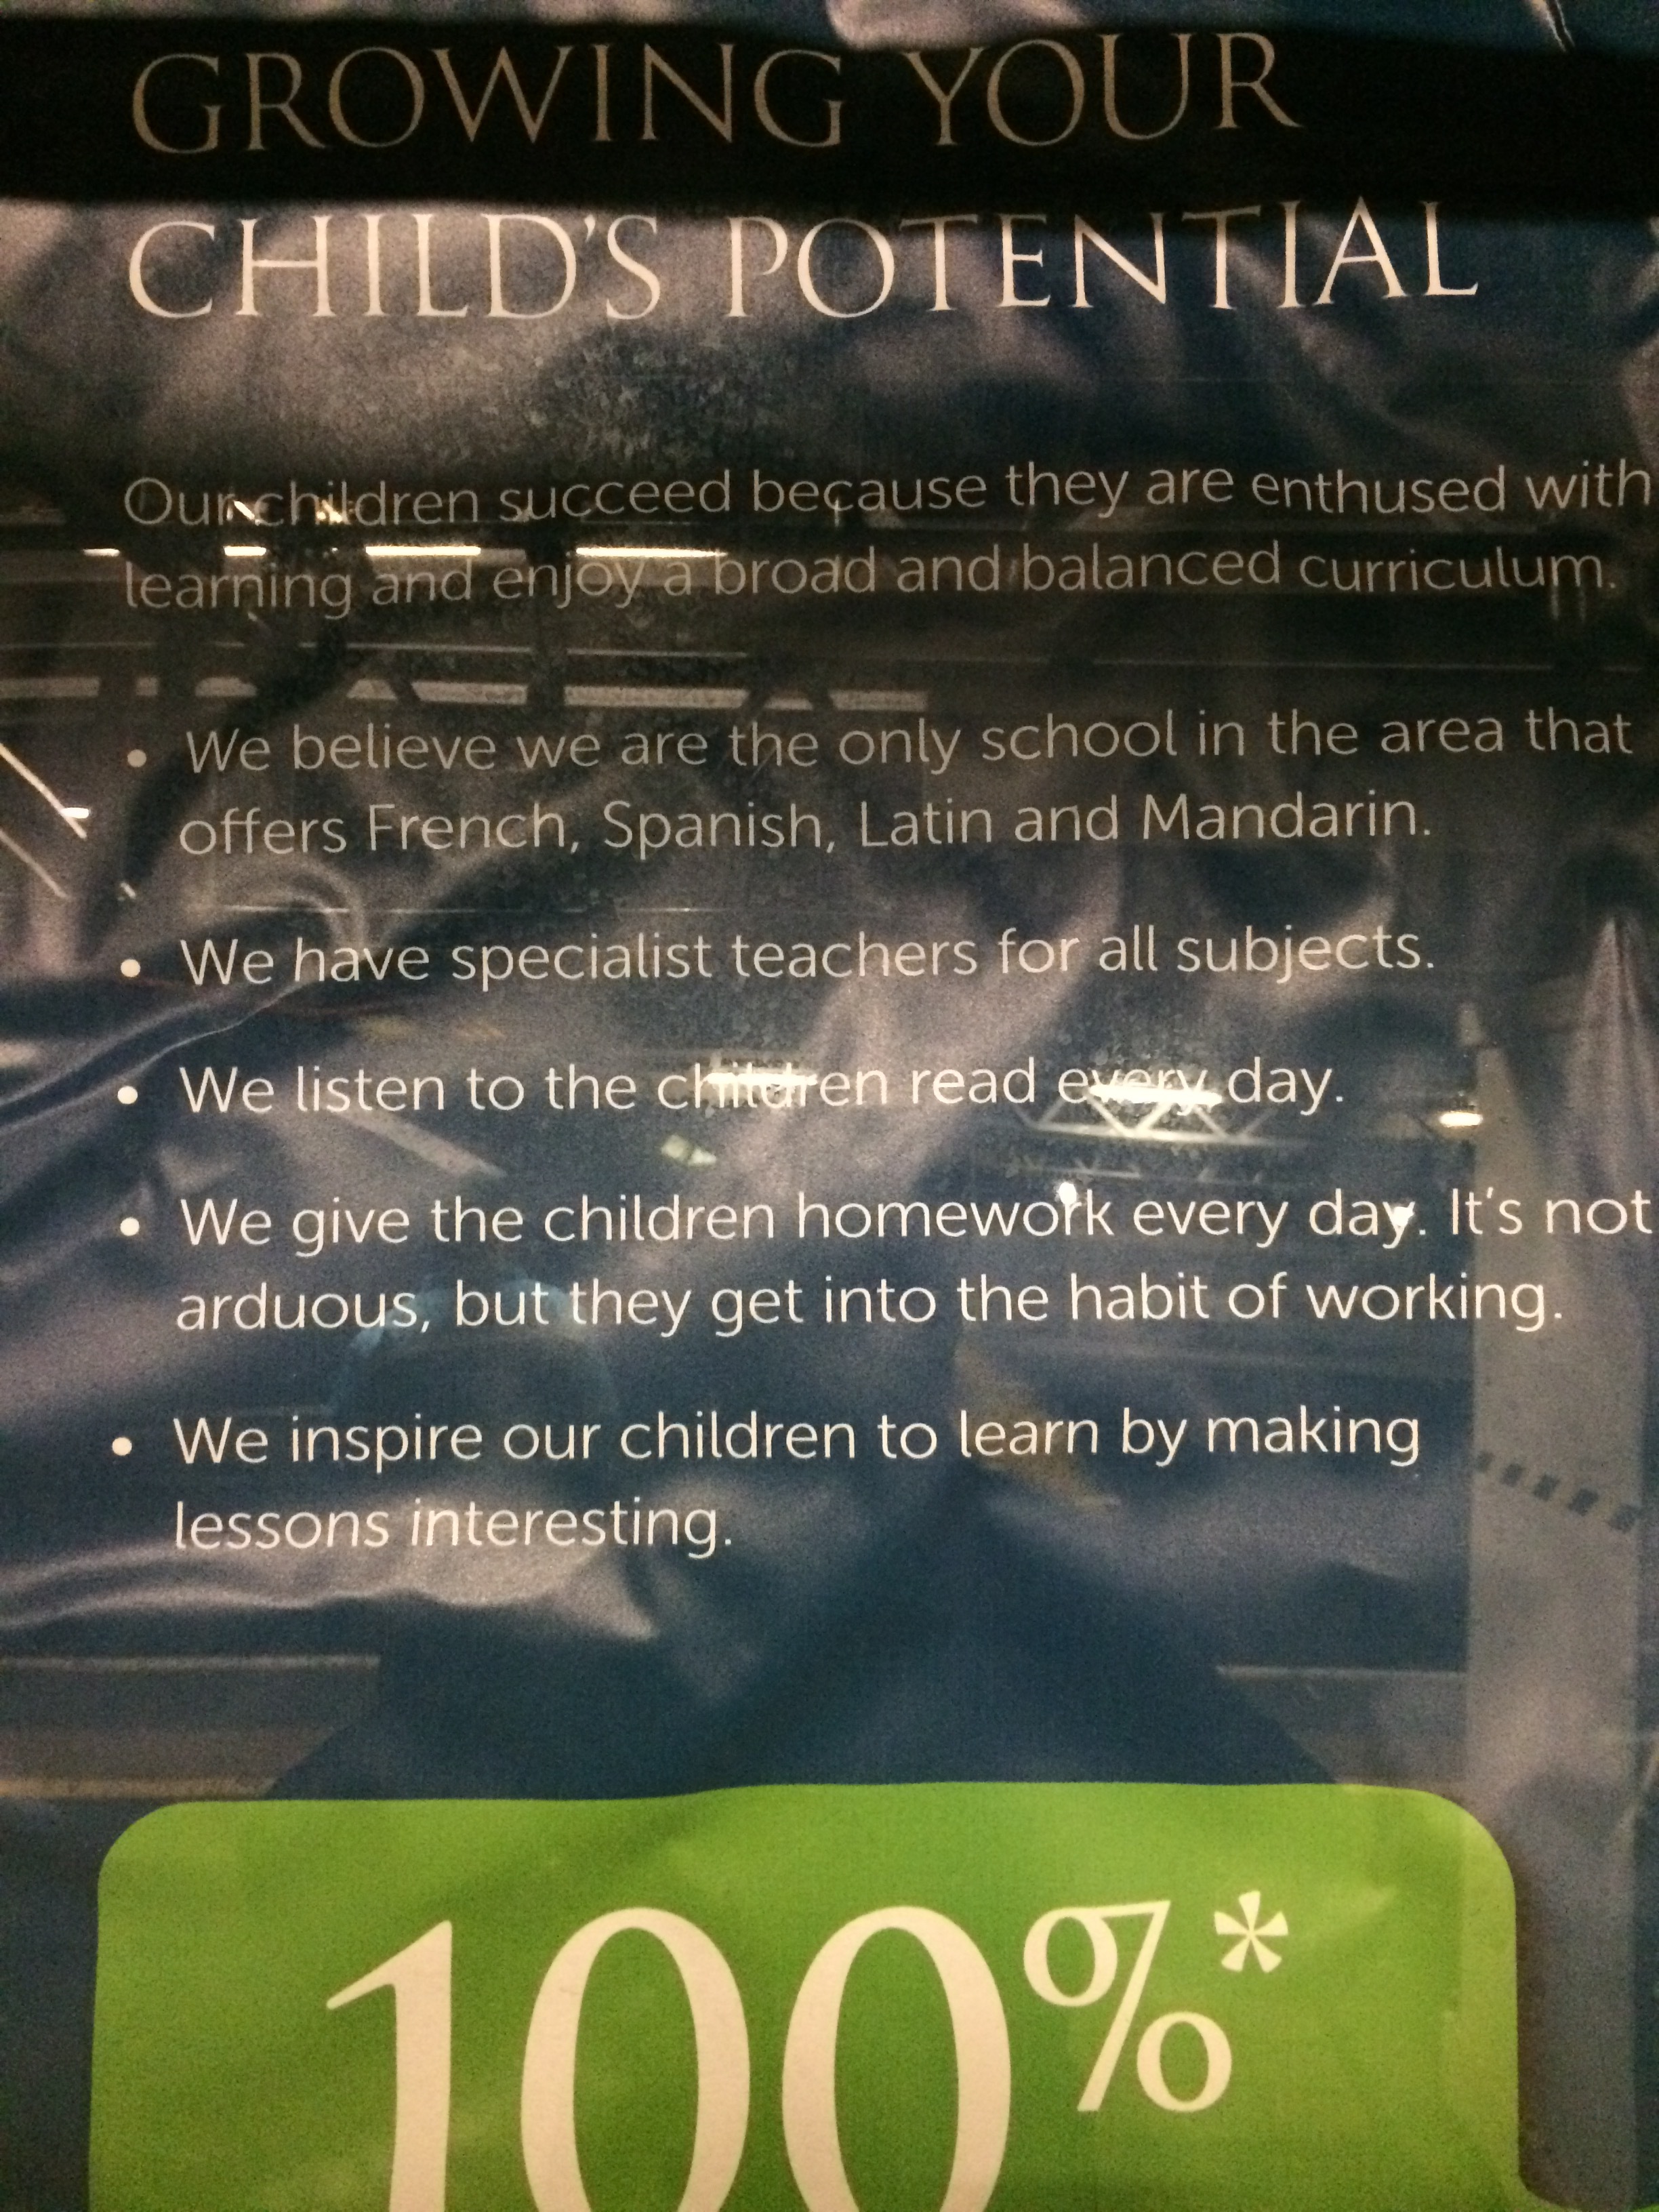 GROWING YOUR
CHILD'S POTENTIAL
Our children succeed because they are enthused with
learning and enjoy a broad and balanced curriculum.
• We believe we are the only school in the area that
offers French, Spanish, Latin and Mandarin.
• We have specialist teachers for all subjects.
• We listen to the children read every day.
• We give the children homework every day. It's not
arduous, but they get into the habit of working.
• We inspire our children to learn by making
lessons interesting.
100%*